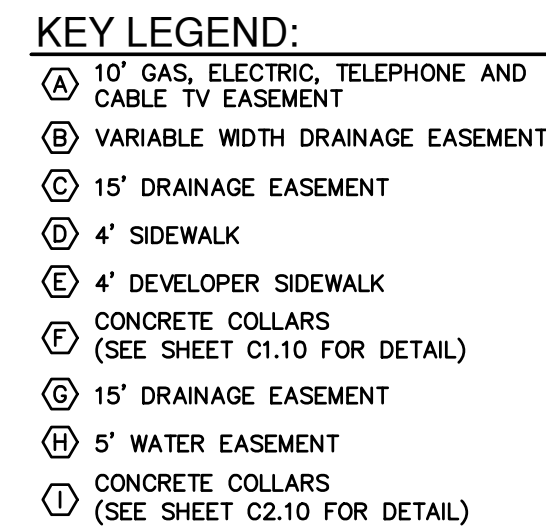 KEY LEGEND:
A 10' GAS, ELECTRIC, TELEPHONE AND
CABLE TV EASEMENT
B VARIABLE WIDTH DRAINAGE EASEMENT
C 15' DRAINAGE EASEMENT
D 4' SIDEWALK
E 4' DEVELOPER SIDEWALK
F CONCRETE COLLARS
(SEE SHEET C1.10 FOR DETAIL)
G 15' DRAINAGE EASEMENT
H 5' WATER EASEMENT
I CONCRETE COLLARS
(SEE SHEET C2.10 FOR DETAIL)